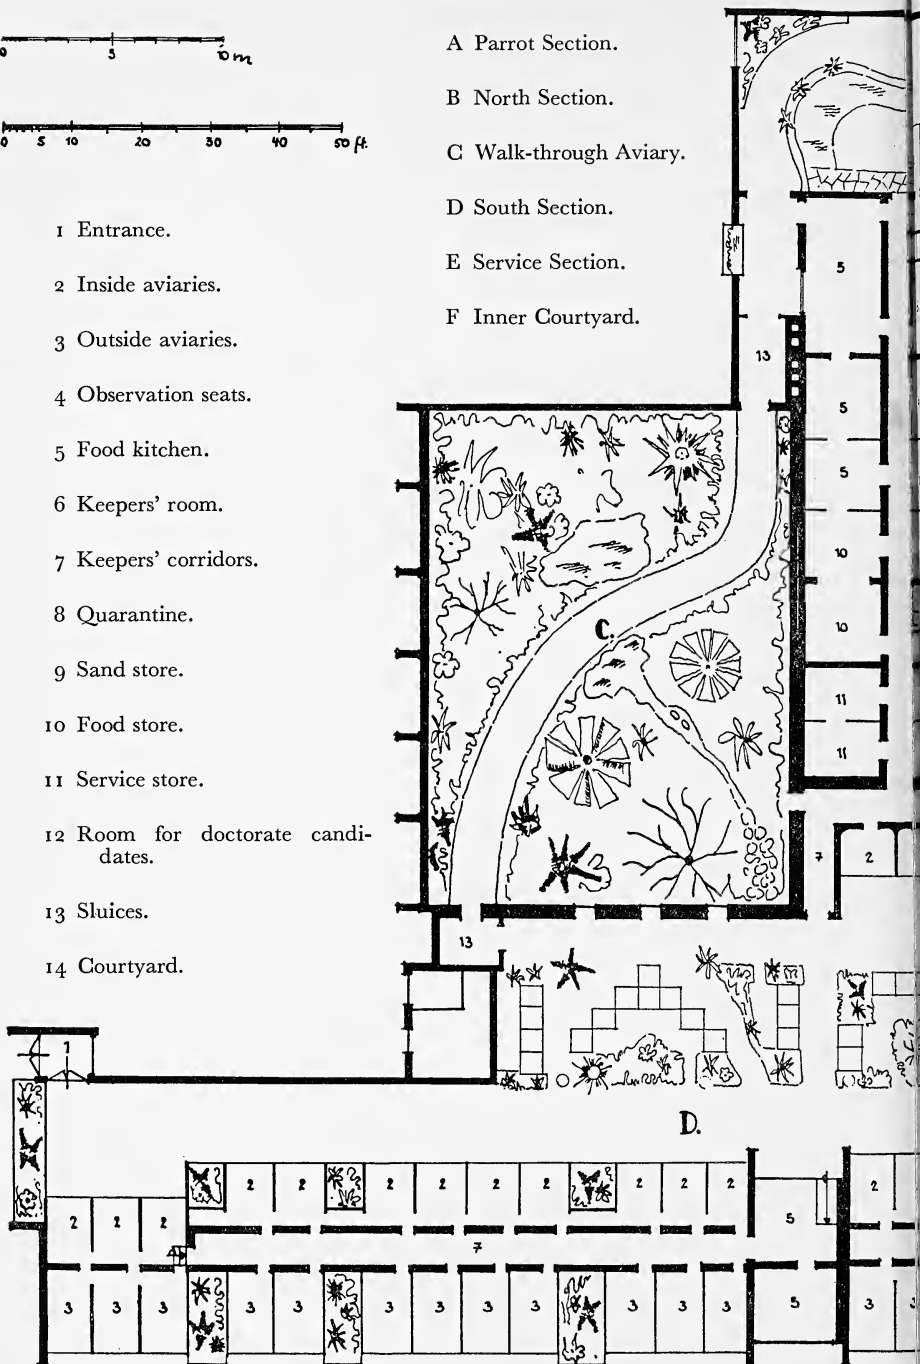 0 5 10 m
0 5 10 20 30 40 50 ft.
A Parrot Section.
B North Section.
C Walk-through Aviary.
D South Section.
E Service Section.
F Inner Courtyard.
1 Entrance.
2 Inside aviaries.
3 Outside aviaries.
4 Observation seats.
5 Food kitchen.
6 Keepers' room.
7 Keepers' corridors.
8 Quarantine.
9 Sand store.
10 Food store.
11 Service store.
12 Room for doctorate candi-
dates.
13 Sluices.
14 Courtyard.
5
13
5
5
10
C.
10
11
11
7 2
13
1
D.
2 2 2 2 2 2 2 2 2 2
2 2 2 5
7
3 3 3 3 3 3 3 3 3 3 3 3 5 3